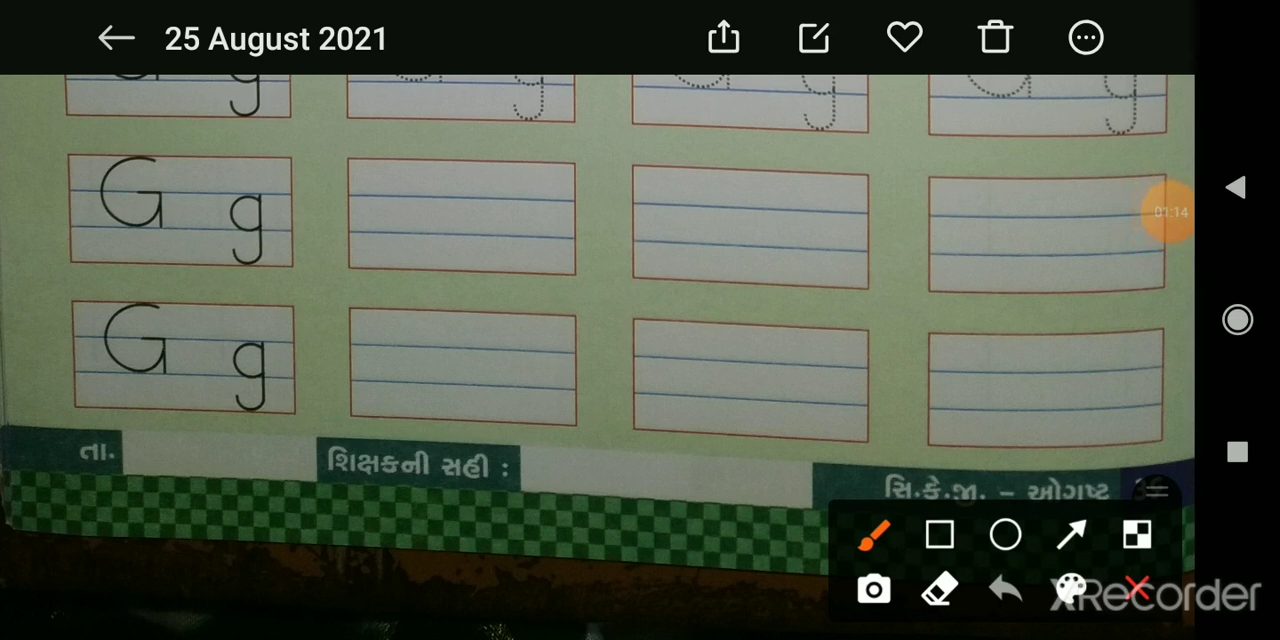 25 August 2021
G g G g G g G g
G g
01:14
G g
તા.
શિક્ષકની સહી :
સિ.કે.જી. - ઓગષ્ટ
XRecorder